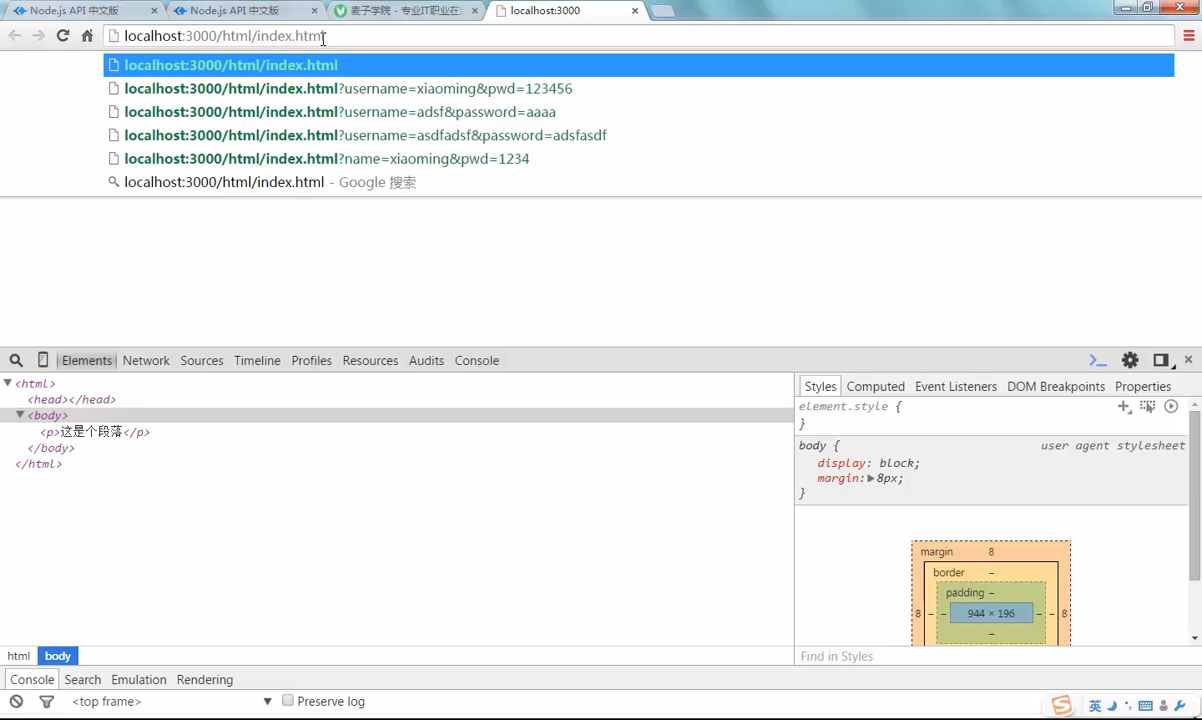 Node.js API 中文版
Node.js API 中文版
麦子学院 - 专业IT职业在
localhost:3000
localhost:3000/html/index.html
localhost:3000/html/index.html
localhost:3000/html/index.html?username=xiaoming&pwd=123456
localhost:3000/html/index.html?username=adsf&password=aaaa
localhost:3000/html/index.html?username=asdfadsf&password=adsfasdf
localhost:3000/html/index.html?name=xiaoming&pwd=1234
localhost:3000/html/index.html - Google 搜索
Elements Network Sources Timeline Profiles Resources Audits Console
<html>
<head></head>
<body>
<p>这是个段落</p>
</body>
</html>
Styles Computed Event Listeners DOM Breakpoints Properties
element.style {
}
body { user agent stylesheet
display: block;
margin: 8px;
}
margin 8
border –
padding –
8 – – 944 × 196 – – 8
–
html body
Find in Styles
Console Search Emulation Rendering
<top frame> Preserve log
英